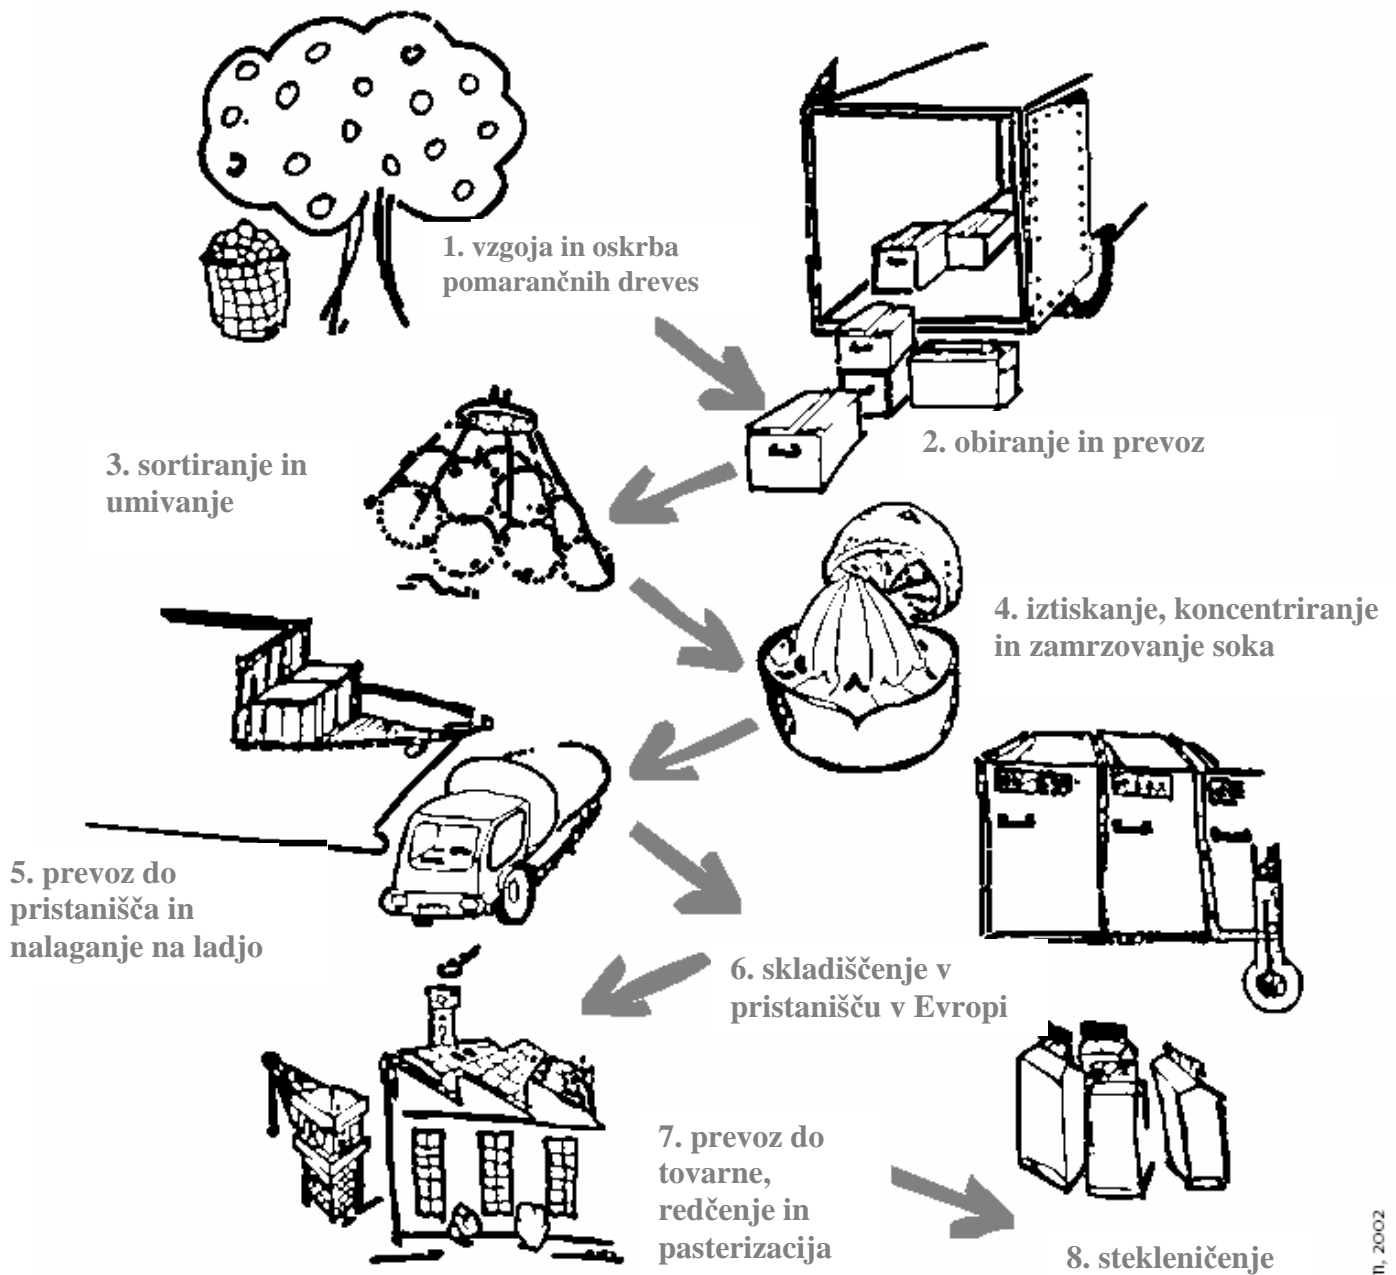 1. vzgoja in oskrba
pomarančnih dreves
2. obiranje in prevoz
3. sortiranje in
umivanje
4. iztiskanje, koncentriranje
in zamrzovanje soka
5. prevoz do
pristanišča in
nalaganje na ladjo
6. skladiščenje v
pristanišču v Evropi
7. prevoz do
tovarne,
redčenje in
pasterizacija
8. stekleničenje
2002